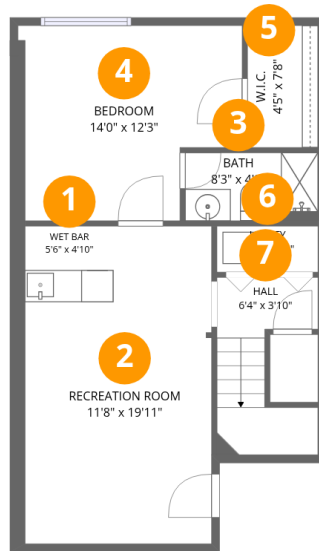 5
4
BEDROOM
14'0" x 12'3"
W.I.C.
4'5" x 7'8"
3
BATH
8'3" x
1
6
WET BAR
5'6" x 4'10"
7
HALL
6'4" x 3'10"
2
RECREATION ROOM
11'8" x 19'11"